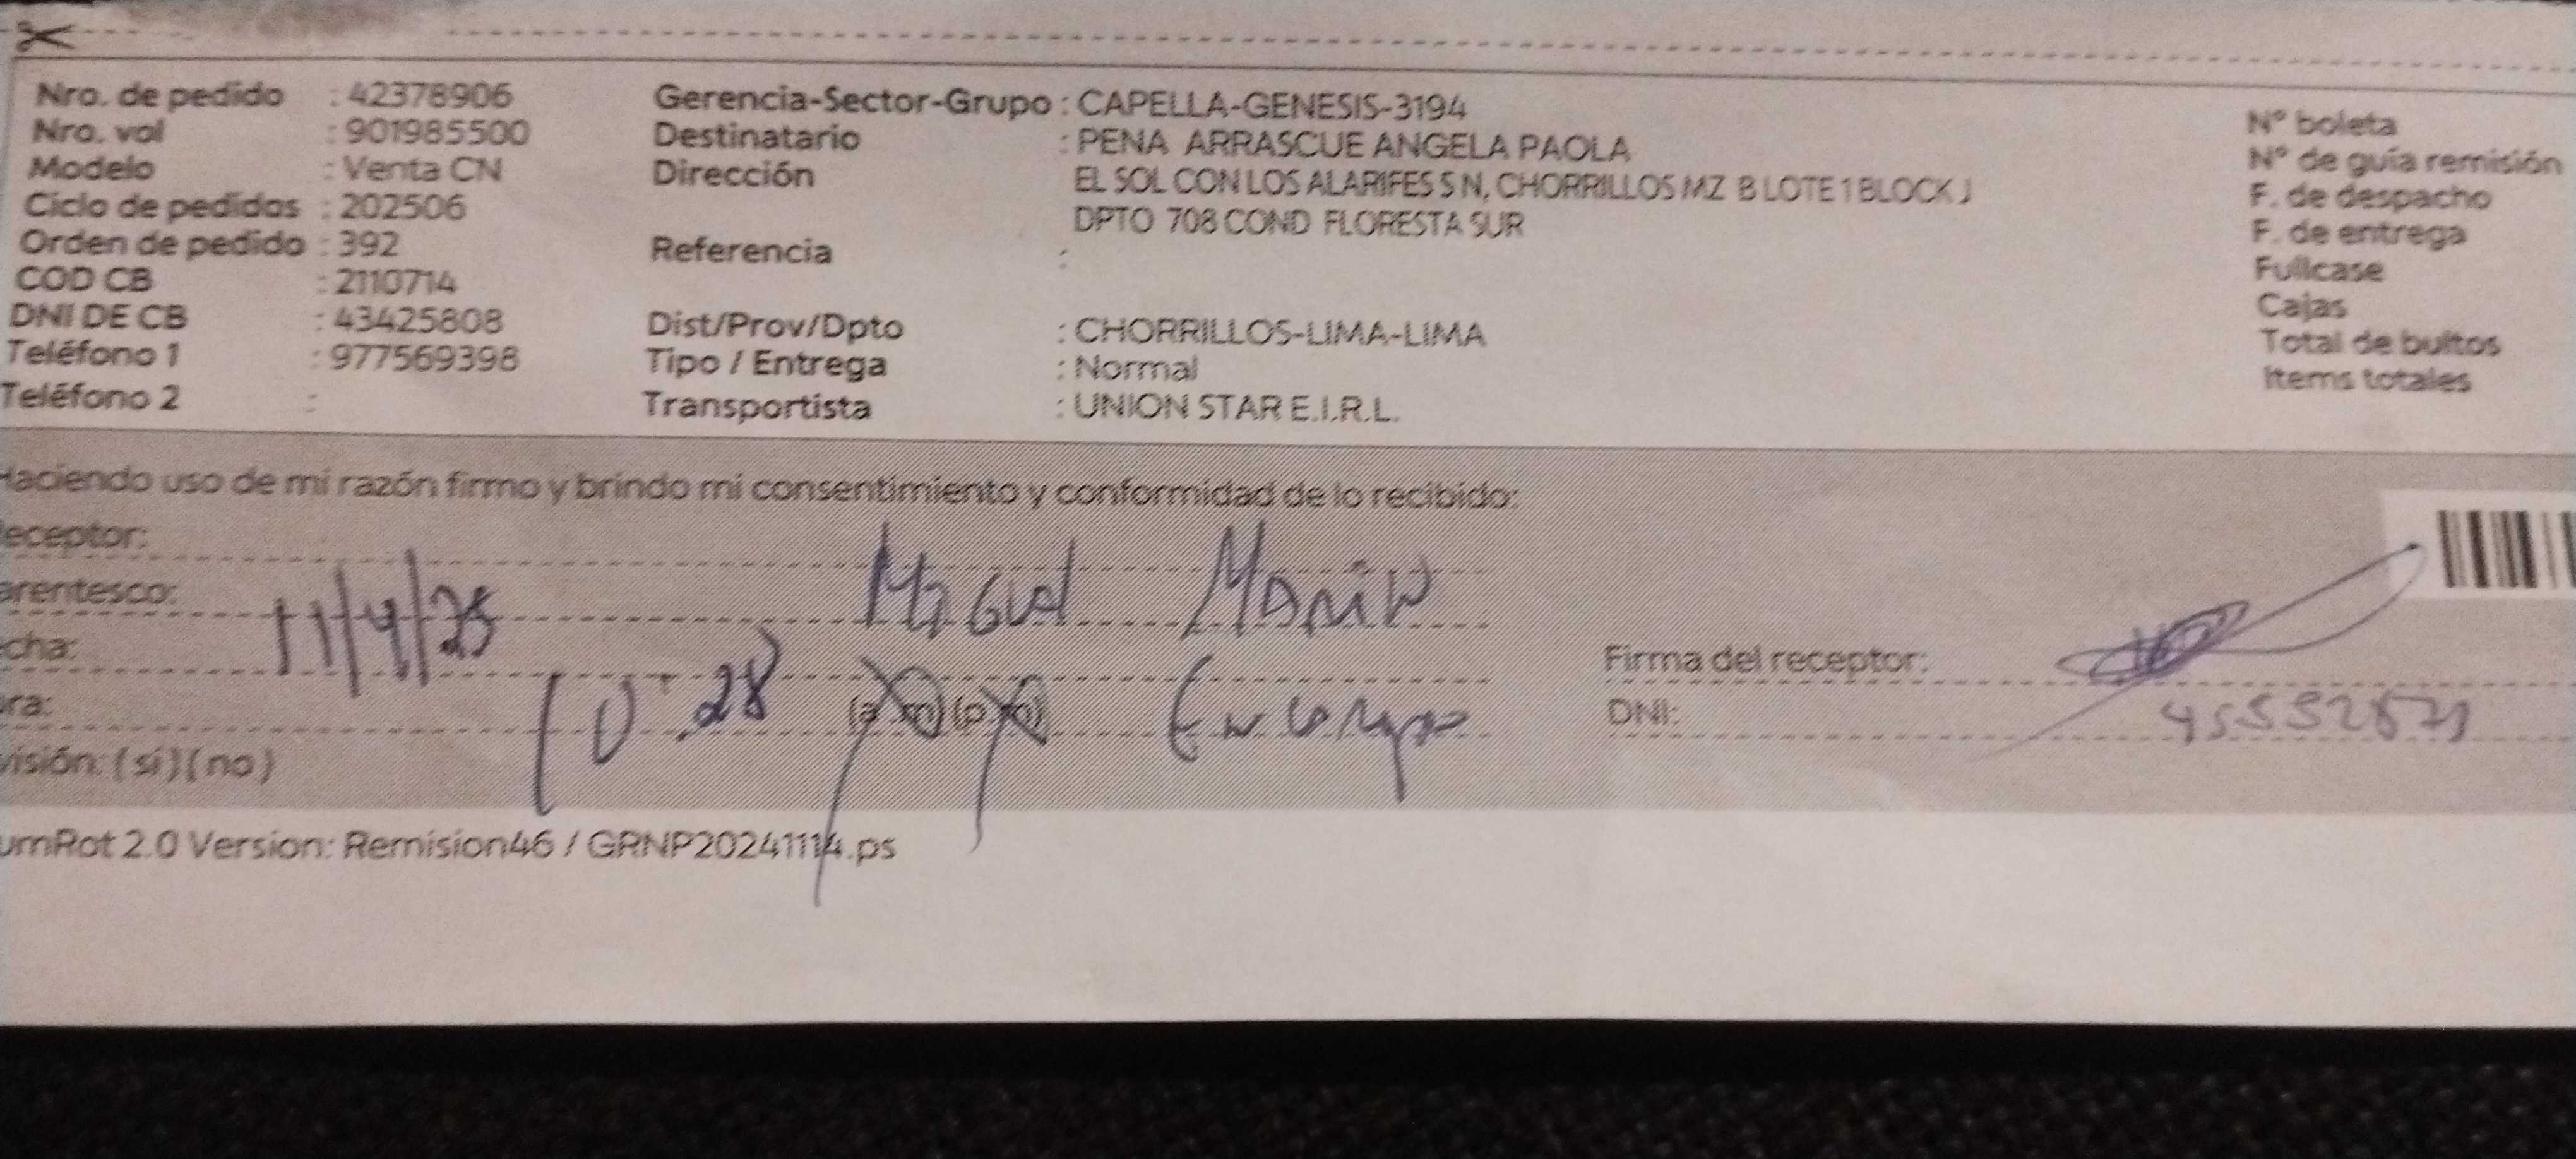 Nro. de pedido : 42378906 Gerencia-Sector-Grupo : CAPELLA-GENESIS-3194 N° boleta
Nro. vol : 901985500 Destinatario : PENA ARRASCUE ANGELA PAOLA N° de guía remisión
Modelo : Venta CN Dirección EL SOL CON LOS ALARIFES S N, CHORRILLOS MZ B LOTE 1 BLOCK J F. de despacho
Ciclo de pedidos : 202506 DPTO 708 COND FLORESTA SUR F. de entrega
Orden de pedido : 392 Referencia : Fullcase
COD CB : 2110714 Cajas
DNI DE CB : 43425808 Dist/Prov/Dpto : CHORRILLOS-LIMA-LIMA Total de bultos
Teléfono 1 : 977569398 Tipo / Entrega : Normal Items totales
Teléfono 2 : Transportista : UNION STAR E.I.R.L.
Haciendo uso de mi razón firmo y brindo mi consentimiento y conformidad de lo recibido:
eceptor:
arentesco: 11/4/25 Miguel
cha: Firma del receptor:
ora: 10:28 (a.m) (p.m) DNI:
visión: (si) (no)
umRot 2.0 Version: Remision46 / GRNP20241114.ps